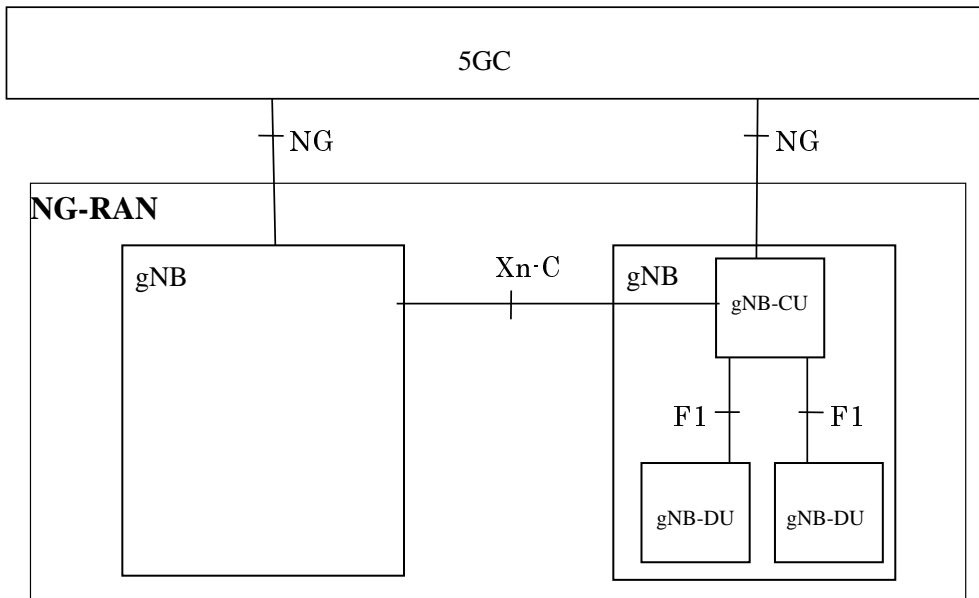 5GC
NG
NG
NG-RAN
gNB
Xn-C
gNB
gNB-CU
F1
F1
gNB-DU
gNB-DU